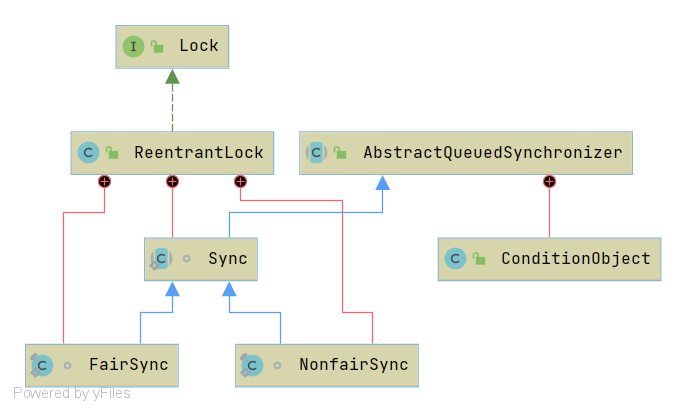 I Lock
C ReentrantLock
C AbstractQueuedSynchronizer
C Sync
C ConditionObject
C FairSync
C NonfairSync
Powered by yFiles